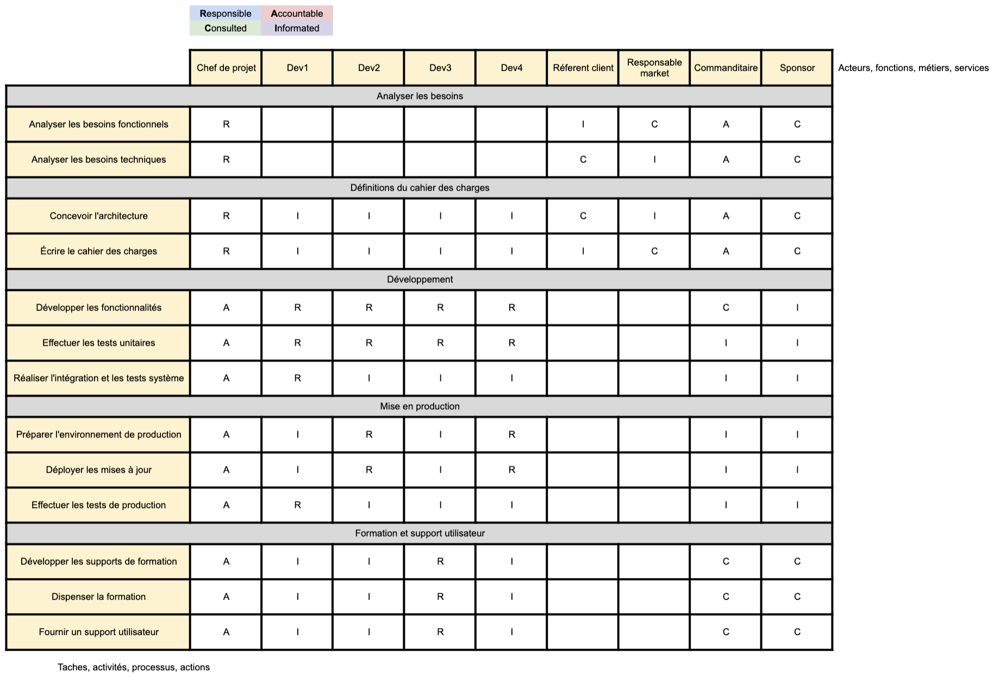 Responsible Accountable
Consulted Informated
Chef de projet Dev1 Dev2 Dev3 Dev4 Réferent client Responsable market Commanditaire Sponsor Acteurs, fonctions, métiers, services
Analyser les besoins
Analyser les besoins fonctionnels R I C A C
Analyser les besoins techniques R C I A C
Définitions du cahier des charges
Concevoir l'architecture R I I I I C I A C
Écrire le cahier des charges R I I I I I C A C
Développement
Développer les fonctionnalités A R R R R C I
Effectuer les tests unitaires A R R R R I I
Réaliser l'intégration et les tests système A R I I I I I
Mise en production
Préparer l'environnement de production A I R I R I I
Déployer les mises à jour A I R I R I I
Effectuer les tests de production A R I I I I I
Formation et support utilisateur
Développer les supports de formation A I I R I C C
Dispenser la formation A I I R I C C
Fournir un support utilisateur A I I R I C C
Taches, activités, processus, actions